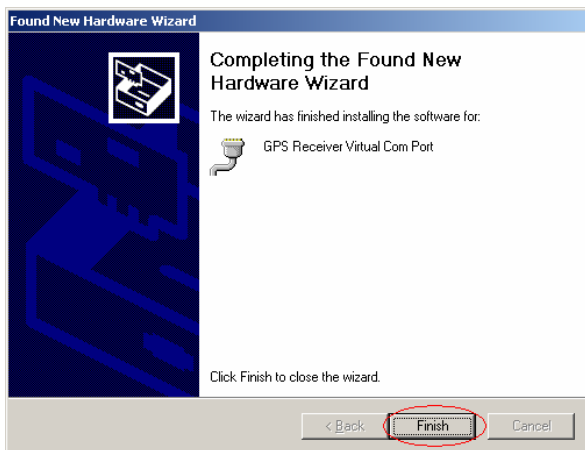 Found New Hardware Wizard
Completing the Found New
Hardware Wizard
The wizard has finished installing the software for:
GPS Receiver Virtual Com Port
Click Finish to close the wizard.
< Back
Finish
Cancel